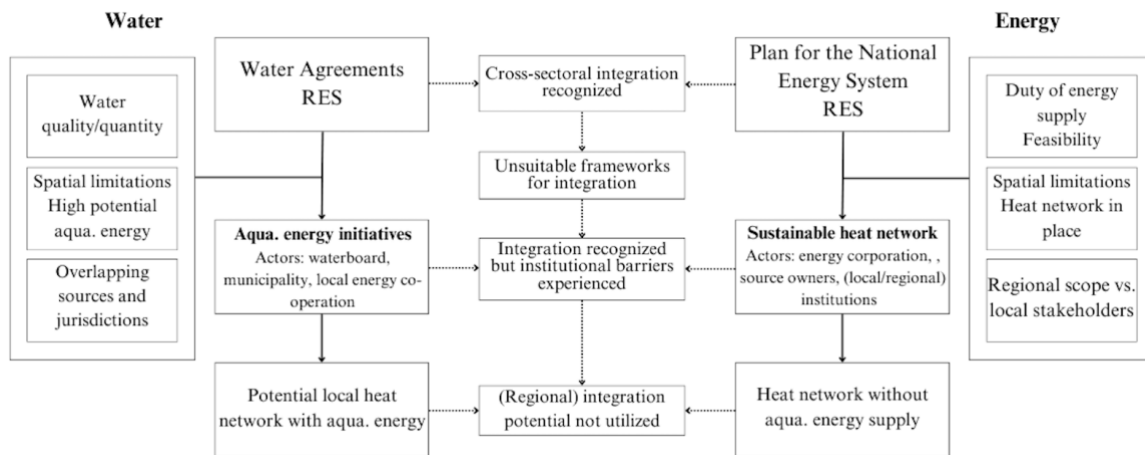 Water
Energy
Water
quality/quantity
Spatial limitations
High potential
aqua. energy
Overlapping
sources and
jurisdictions
Water Agreements
RES
Aqua. energy initiatives
Actors: waterboard,
municipality, local energy co-
operation
Potential local heat
network with aqua. energy
Cross-sectoral integration
recognized
Unsuitable frameworks
for integration
Integration recognized
but institutional barriers
experienced
(Regional) integration
potential not utilized
Plan for the National
Energy System
RES
Sustainable heat network
Actors: energy corporation, ,
source owners, (local/regional)
institutions
Heat network without
aqua. energy supply
Duty of energy
supply
Feasibility
Spatial limitations
Heat network in
place
Regional scope vs.
local stakeholders